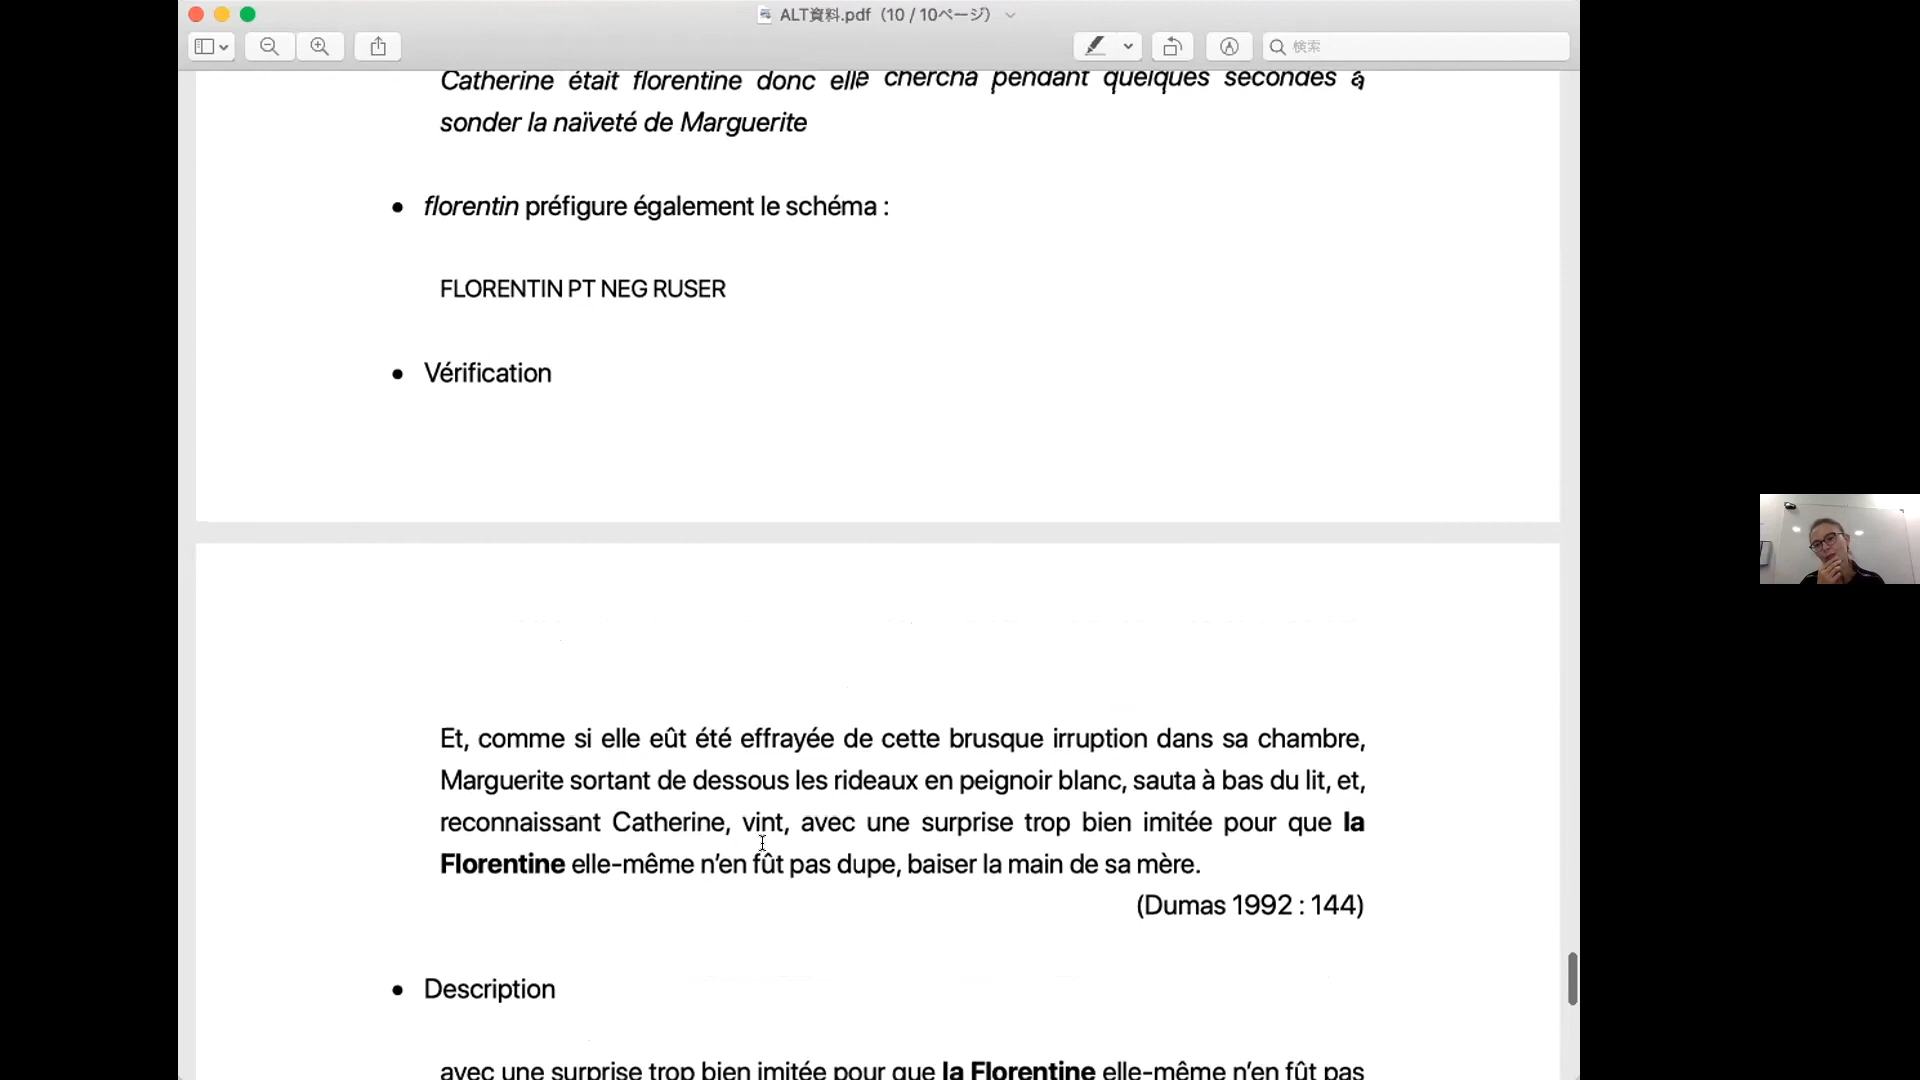 ALT資料.pdf（10 / 10ページ）
検索
Catherine était florentine donc elle chercha pendant quelques secondes à
sonder la naïveté de Marguerite
• florentin préfigure également le schéma :
FLORENTIN PT NEG RUSER
• Vérification
Et, comme si elle eût été effrayée de cette brusque irruption dans sa chambre,
Marguerite sortant de dessous les rideaux en peignoir blanc, sauta à bas du lit, et,
reconnaissant Catherine, vint, avec une surprise trop bien imitée pour que la
Florentine elle-même n’en fût pas dupe, baiser la main de sa mère.
(Dumas 1992 : 144)
• Description
avec une surprise trop bien imitée pour que la Florentine elle-même n’en fût pas